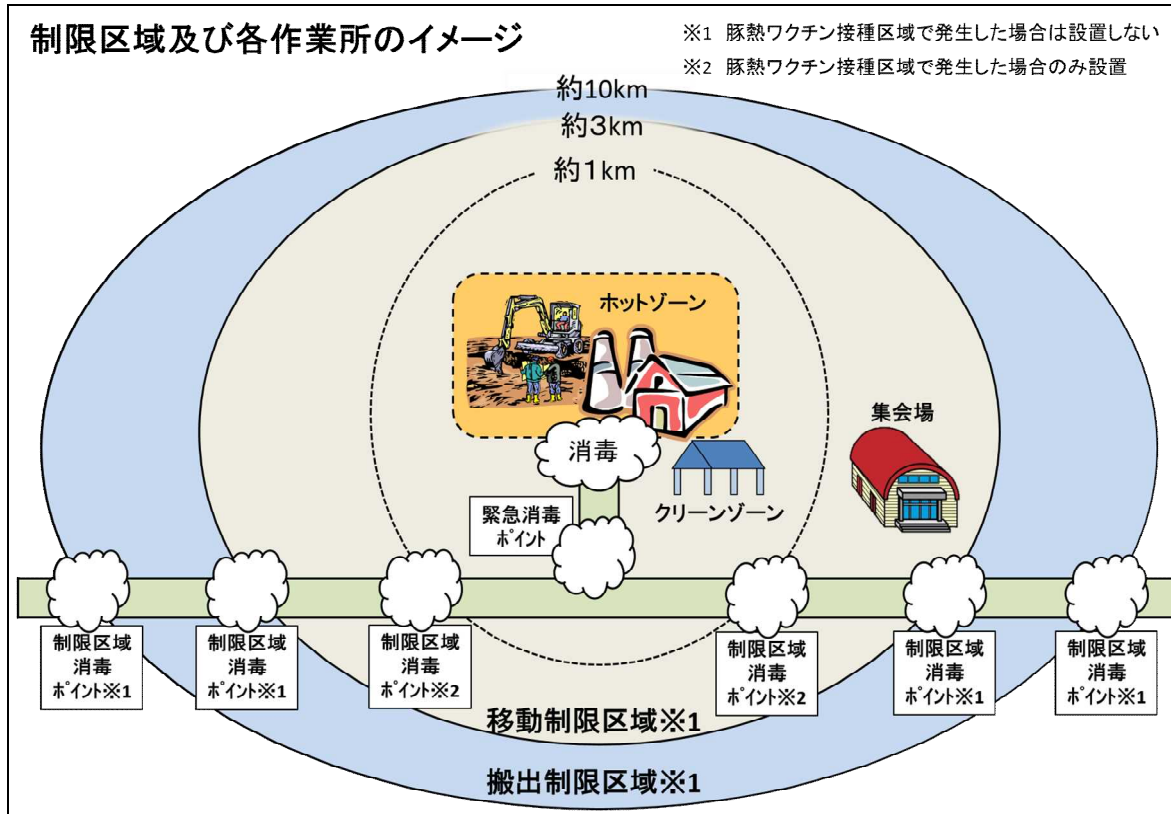 制限区域及び各作業所のイメージ
※1 豚熱ワクチン接種区域で発生した場合は設置しない
※2 豚熱ワクチン接種区域で発生した場合のみ設置
約10km
約3km
約1km
ホットゾーン
集会場
消毒
クリーンゾーン
緊急消毒
ポイント
制限区域
消毒
ポイント※1
制限区域
消毒
ポイント※1
制限区域
消毒
ポイント※2
制限区域
消毒
ポイント※2
制限区域
消毒
ポイント※1
制限区域
消毒
ポイント※1
移動制限区域※1
搬出制限区域※1